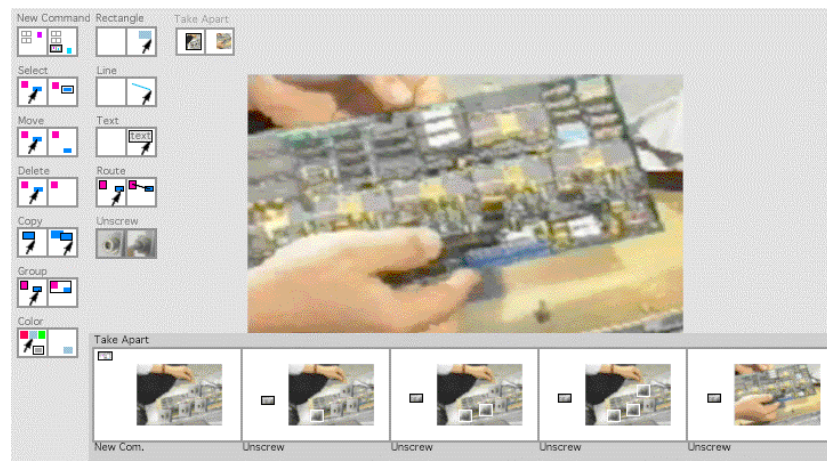 New Command Rectangle Take Apart
Select Line
Move Text
text
Delete Route
Copy Unscrew
Group
Color
Take Apart
New Com. Unscrew Unscrew Unscrew Unscrew